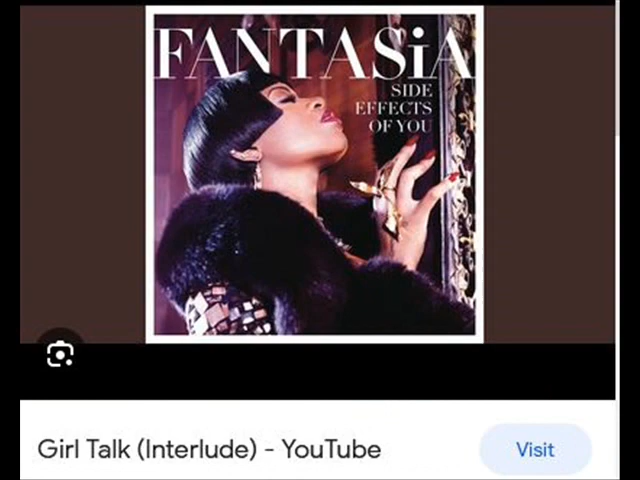 FANTASiA
SIDE
EFFECTS
OF YOU
Girl Talk (Interlude) - YouTube
Visit